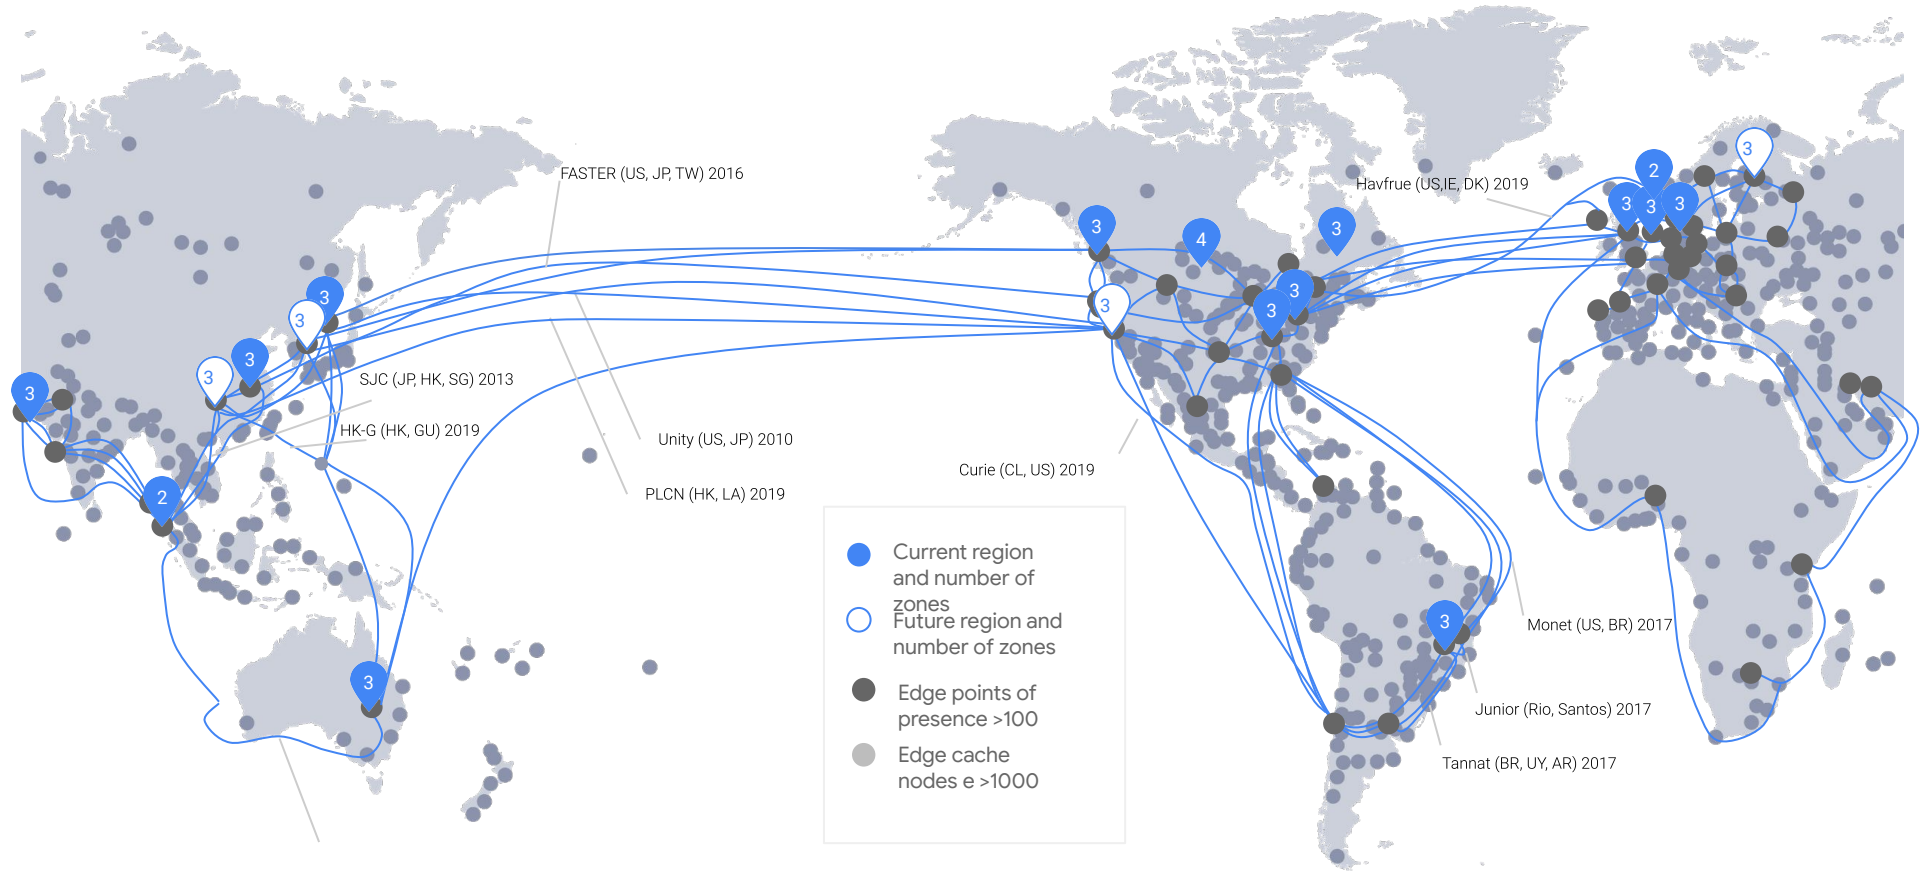 2
3
3
3
3
3
3
4
3
3
3
3
3
3
3
3
3
2
3
3
FASTER (US, JP, TW) 2016
Havfrue (US,IE, DK) 2019
SJC (JP, HK, SG) 2013
HK-G (HK, GU) 2019
Unity (US, JP) 2010
Curie (CL, US) 2019
PLCN (HK, LA) 2019
Current region
and number of
zones
Future region and
number of zones
Edge points of
presence >100
Edge cache
nodes e >1000
Monet (US, BR) 2017
Junior (Rio, Santos) 2017
Tannat (BR, UY, AR) 2017